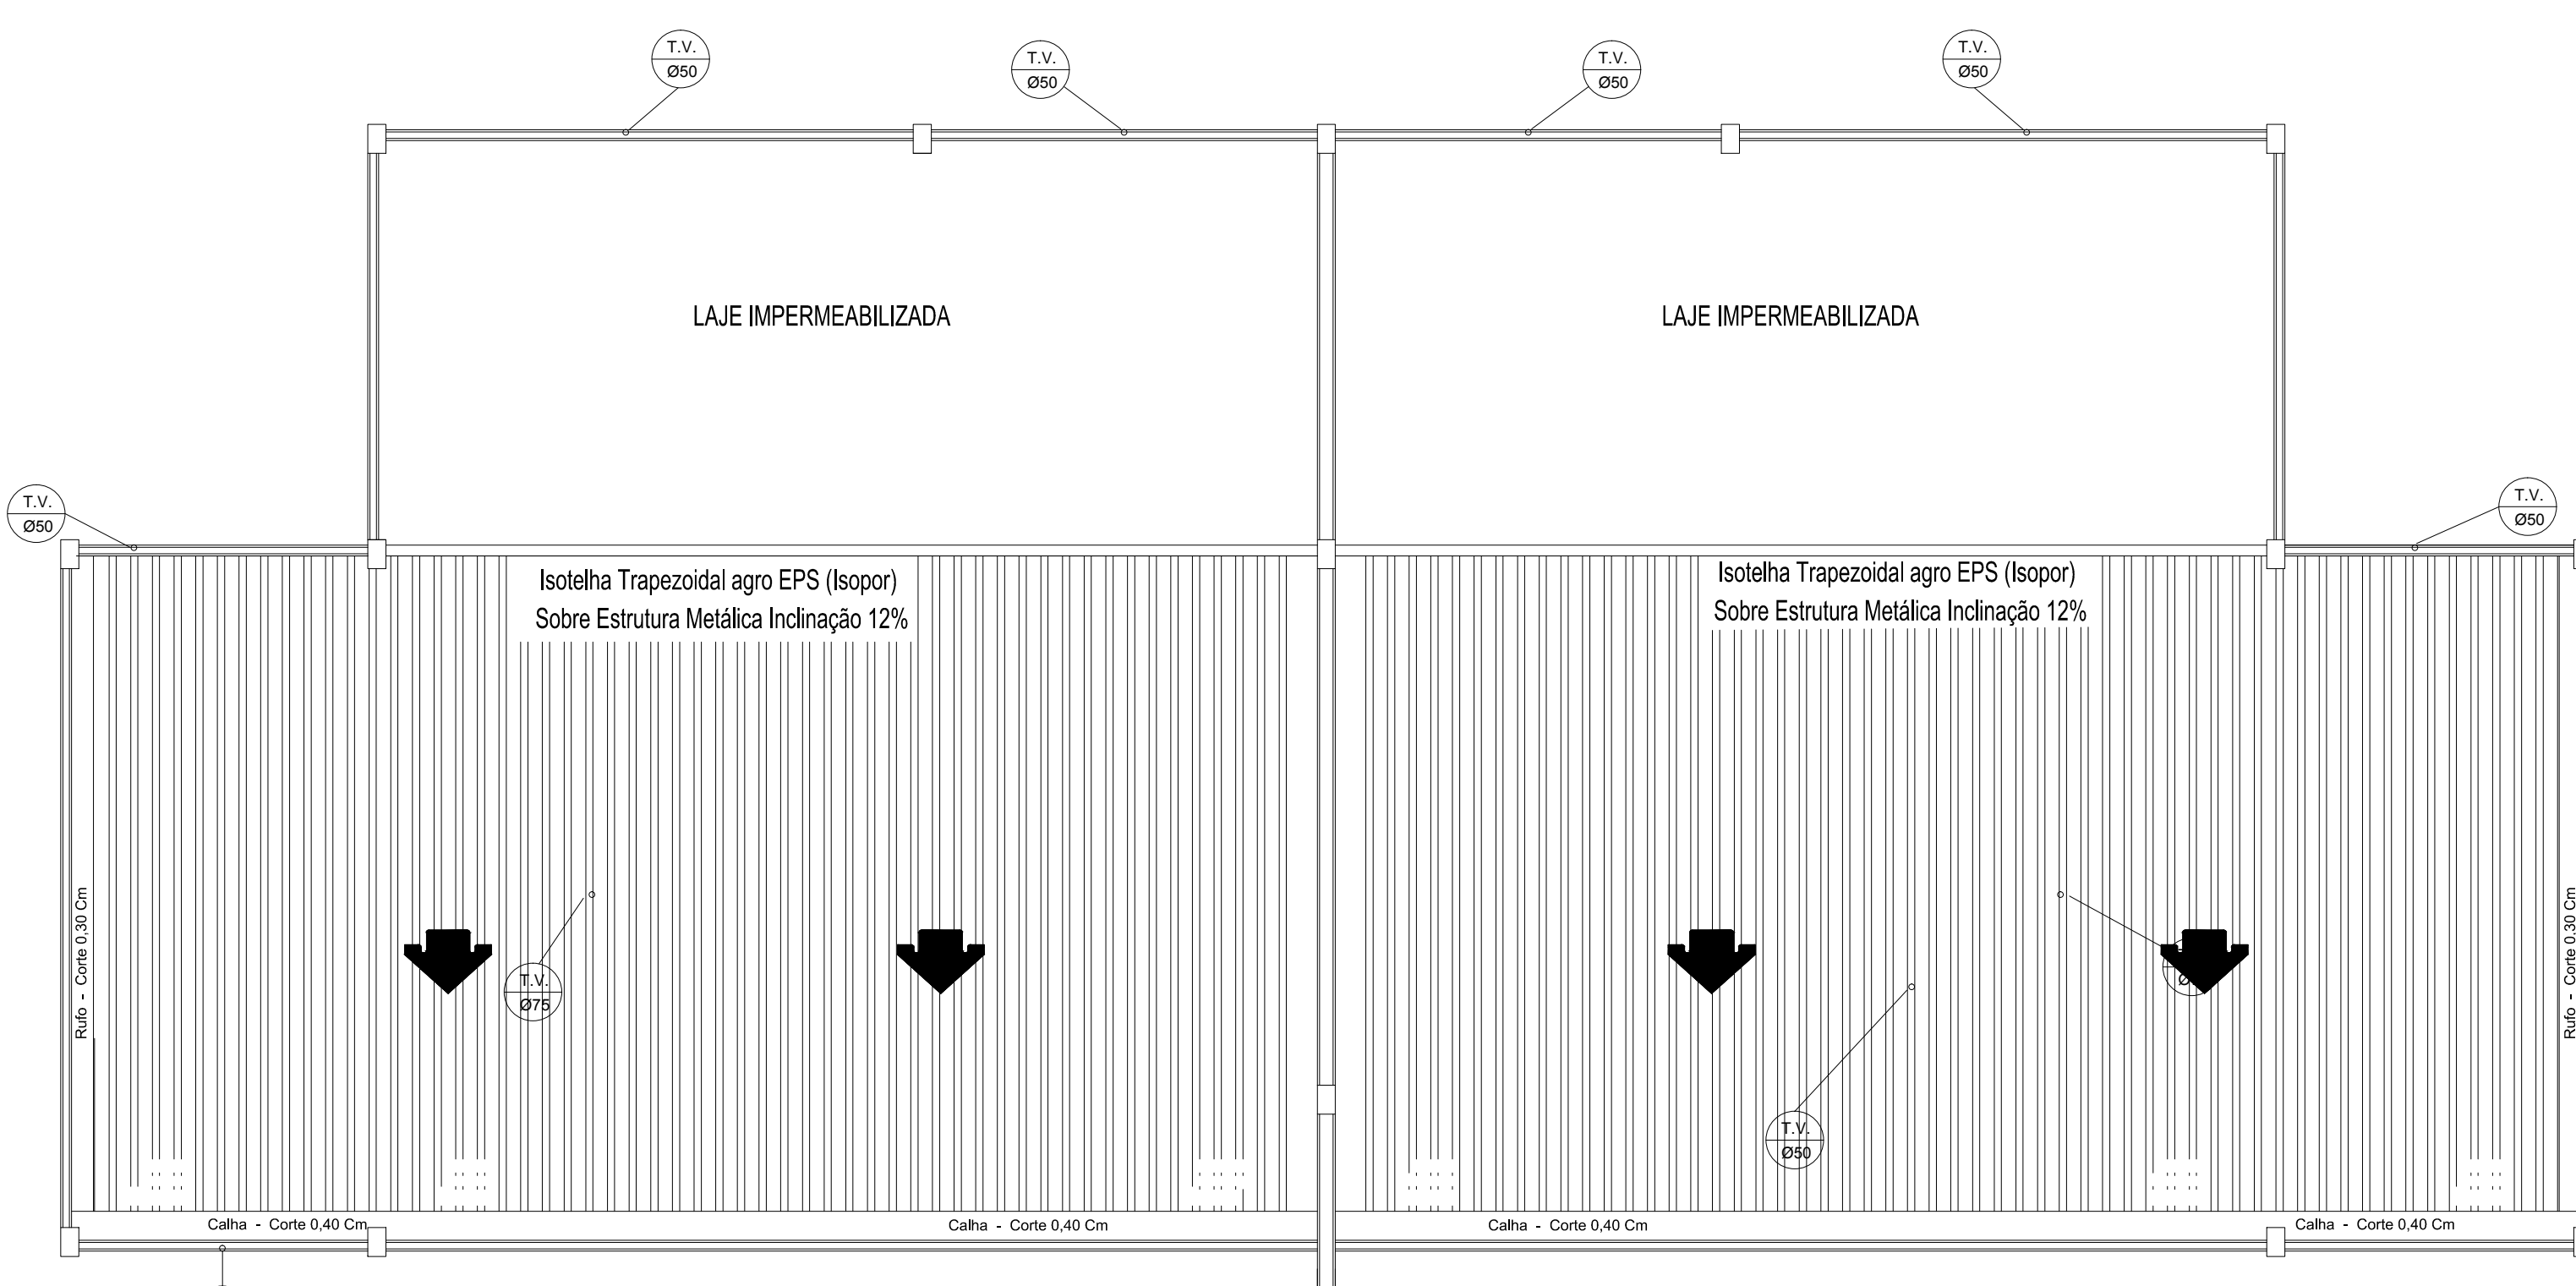 T.V.
Ø50
T.V.
Ø50
T.V.
Ø50
T.V.
Ø50
LAJE IMPERMEABILIZADA
LAJE IMPERMEABILIZADA
T.V.
Ø50
T.V.
Ø50
Isotelha Trapezoidal agro EPS (Isopor)
Sobre Estrutura Metálica Inclinação 12%
Isotelha Trapezoidal agro EPS (Isopor)
Sobre Estrutura Metálica Inclinação 12%
Rufo - Corte 0,30 Cm
T.V.
Ø75
T.V.
Ø50
Rufo - Corte 0,30 Cm
Calha - Corte 0,40 Cm
Calha - Corte 0,40 Cm
Calha - Corte 0,40 Cm
Calha - Corte 0,40 Cm